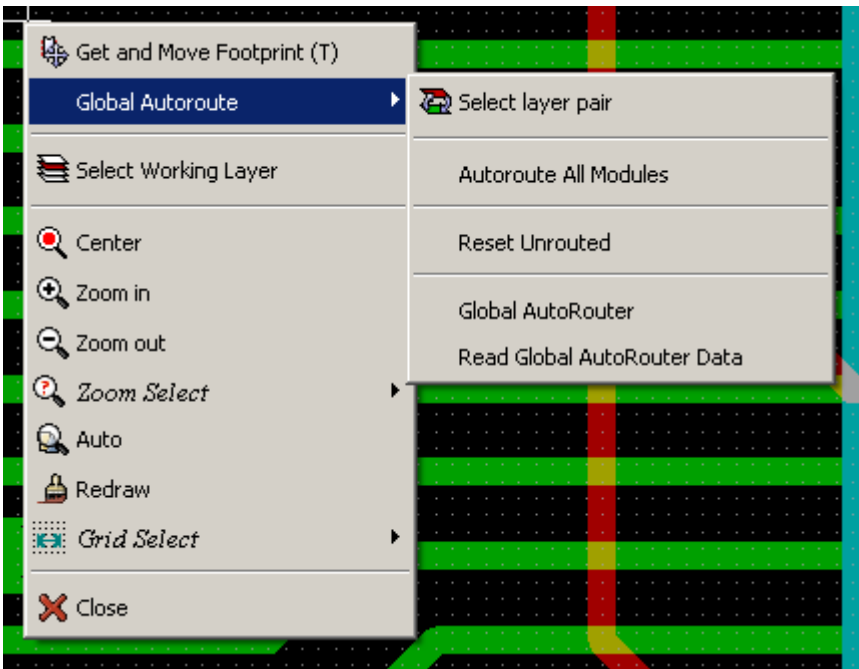 Get and Move Footprint (T)
Global Autoroute
Select Working Layer
Center
Zoom in
Zoom out
Zoom Select
Auto
Redraw
Grid Select
Close
Select layer pair
Autoroute All Modules
Reset Unrouted
Global AutoRouter
Read Global AutoRouter Data